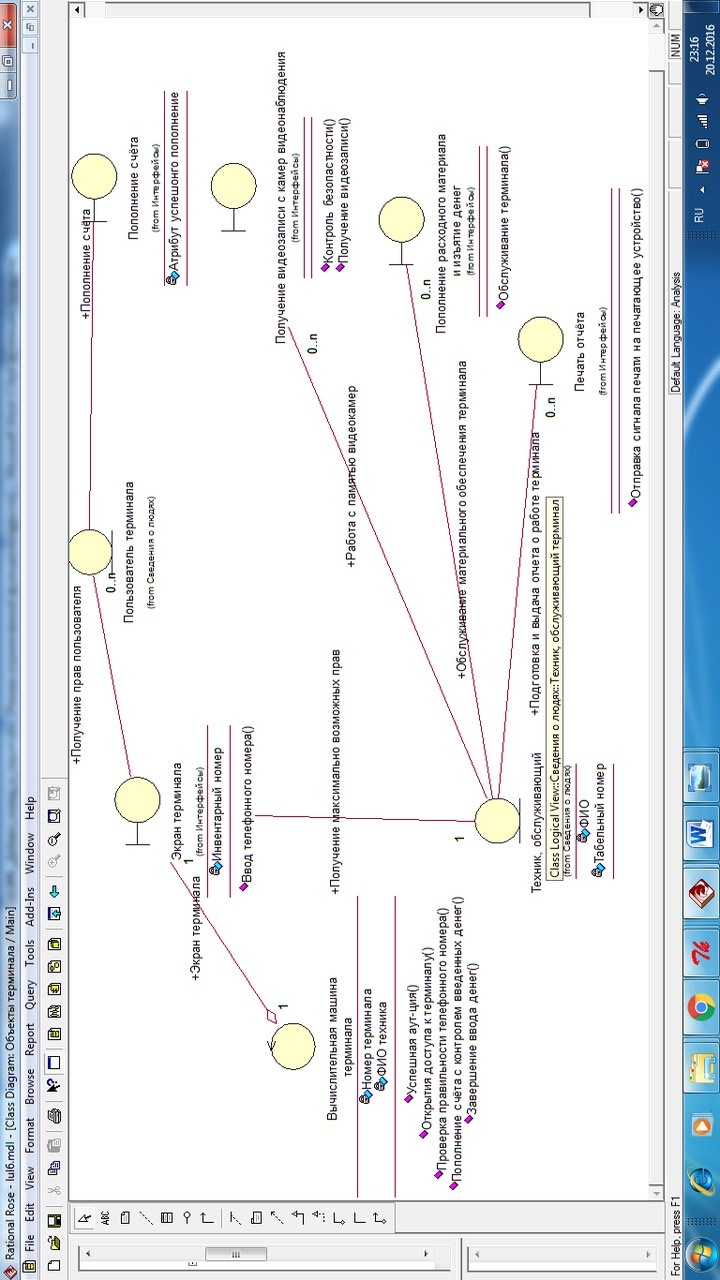 Rational Rose - lul6.mdl - [Class Diagram: Объекты терминала / Main]
File Edit View Format Browse Report Query Tools Add-Ins Window Help
ABC
+Получение прав пользователя
+Пополнение счёта
Пополнение счёта
(from Интерфейсы)
Атрибут успешонго пополнение
0..n
Пользователь терминала
(from Сведения о людях)
Экран терминала
(from Интерфейсы)
Инвентарный номер
Ввод телефонного номера()
1
+Экран терминала
1
Вычислительная машина
терминала
Номер терминала
ФИО техника
Успешная аут-ция()
Открытия доступа к терминалу()
Проверка правильности телефонного номера()
Пополнение счёта с контролем введенных денег()
Завершение ввода денег()
+Получение максимально возможных прав
1
Получение видеозаписи с камер видеонаблюдения
(from Интерфейсы)
Контроль безопастности()
Получение видеозаписи()
0..n
+Работа с памятью видеокамер
0..n
Пополнение расходного материала
и изъятие денег
(from Интерфейсы)
Обслуживание терминала()
+Обслуживание материального обеспечения терминала
0..n
Печать отчёта
(from Интерфейсы)
Отправка сигнала печати на печатающее устройство()
+Подготовка и выдача отчета о работе терминала
Техник, обслуживающий
Class Logical View::Сведения о людях::Техник, обслуживающий терминал
(from Сведения о людях)
ФИО
Табельный номер
For Help, press F1
Default Language: Analysis
NUM
RU
23:16
20.12.2016